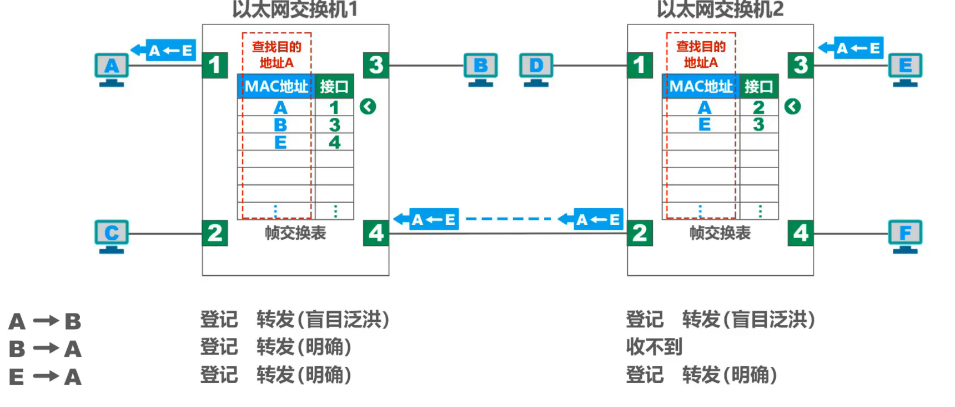 以太网交换机1 以太网交换机2
A A←E 1 查找目的 3 B D 1 查找目的 3 A←E E
地址A 地址A
MAC地址 接口 MAC地址 接口
A 1 A 2
B 3 E 3
E 4
⋮ ⋮ ⋮ ⋮
C 2 帧交换表 4 A←E A←E 2 帧交换表 4 F
A→B 登记 转发(盲目泛洪) 登记 转发(盲目泛洪)
B→A 登记 转发(明确) 收不到
E→A 登记 转发(明确) 登记 转发(明确)